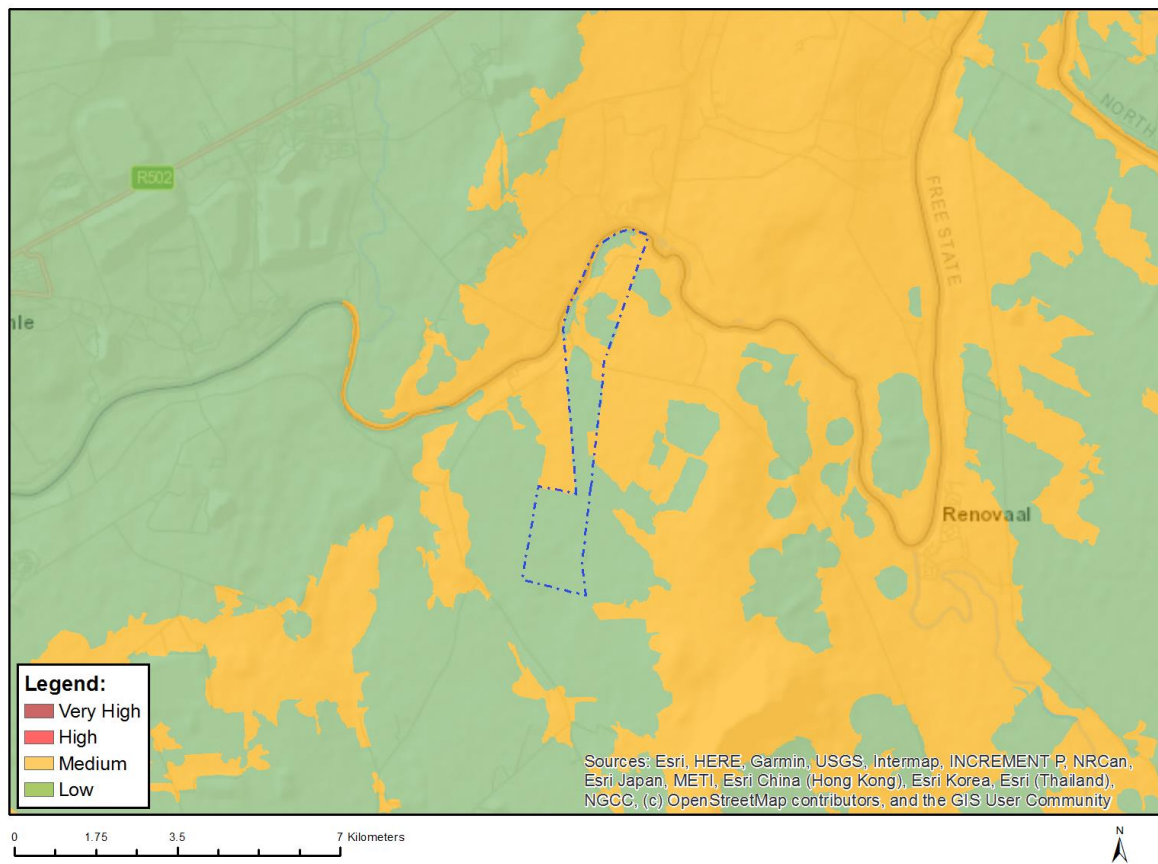 R502
NORTH
FREE STATE
nle
Renovaal
Legend:
Very High
High
Medium
Low
Sources: Esri, HERE, Garmin, USGS, Intermap, INCREMENT P, NRCan,
Esri Japan, METI, Esri China (Hong Kong), Esri Korea, Esri (Thailand),
NGCC, (c) OpenStreetMap contributors, and the GIS User Community
0 1.75 3.5 7 Kilometers
N